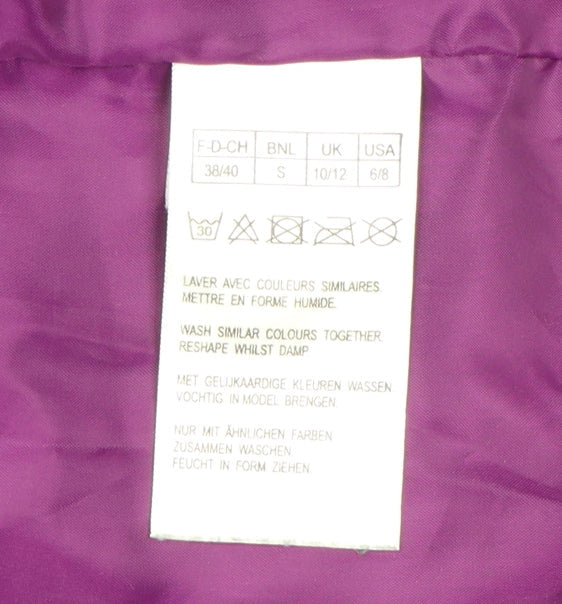 F-D-CH BNL UK USA
38/40 S 10/12 6/8
30
LAVER AVEC COULEURS SIMILAIRES.
METTRE EN FORME HUMIDE.
WASH SIMILAR COLOURS TOGETHER.
RESHAPE WHILST DAMP
MET GELIJKAARDIGE KLEUREN WASSEN.
VOCHTIG IN MODEL BRENGEN.
NUR MIT ÄHNLICHEN FARBEN
ZUSAMMEN WASCHEN.
FEUCHT IN FORM ZIEHEN.